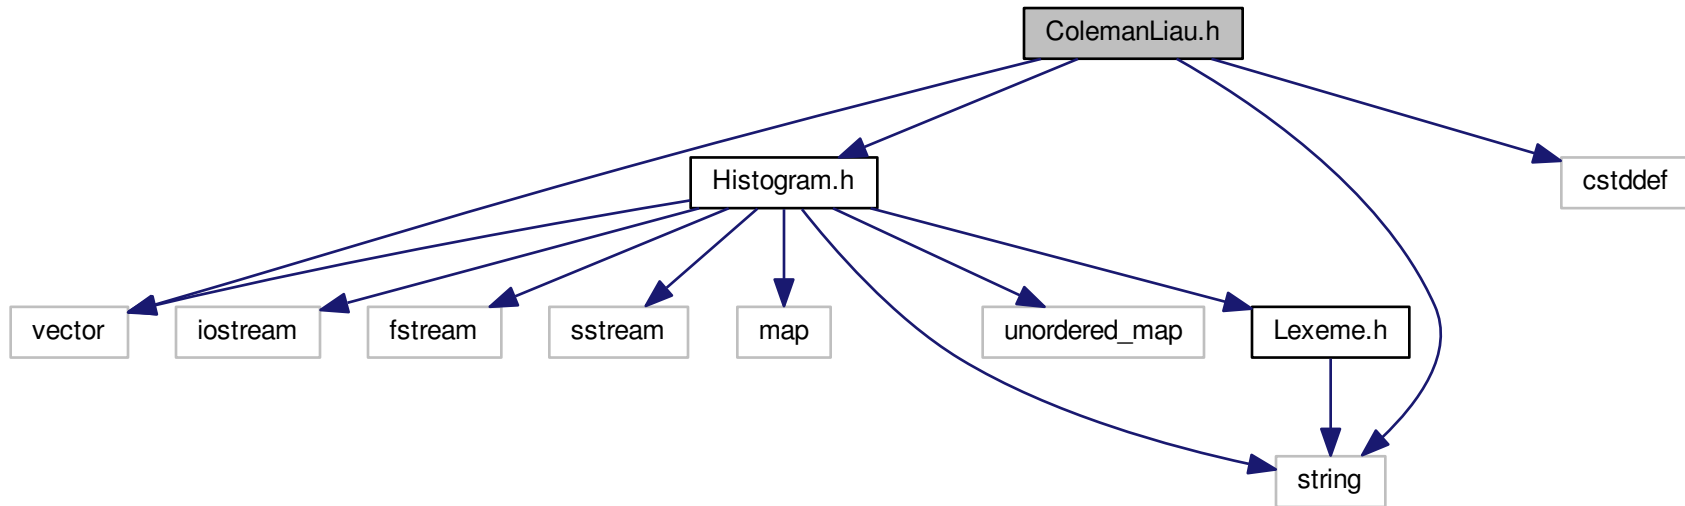 ColemanLiau.h
Histogram.h
cstddef
vector
iostream
fstream
sstream
map
unordered_map
Lexeme.h
string